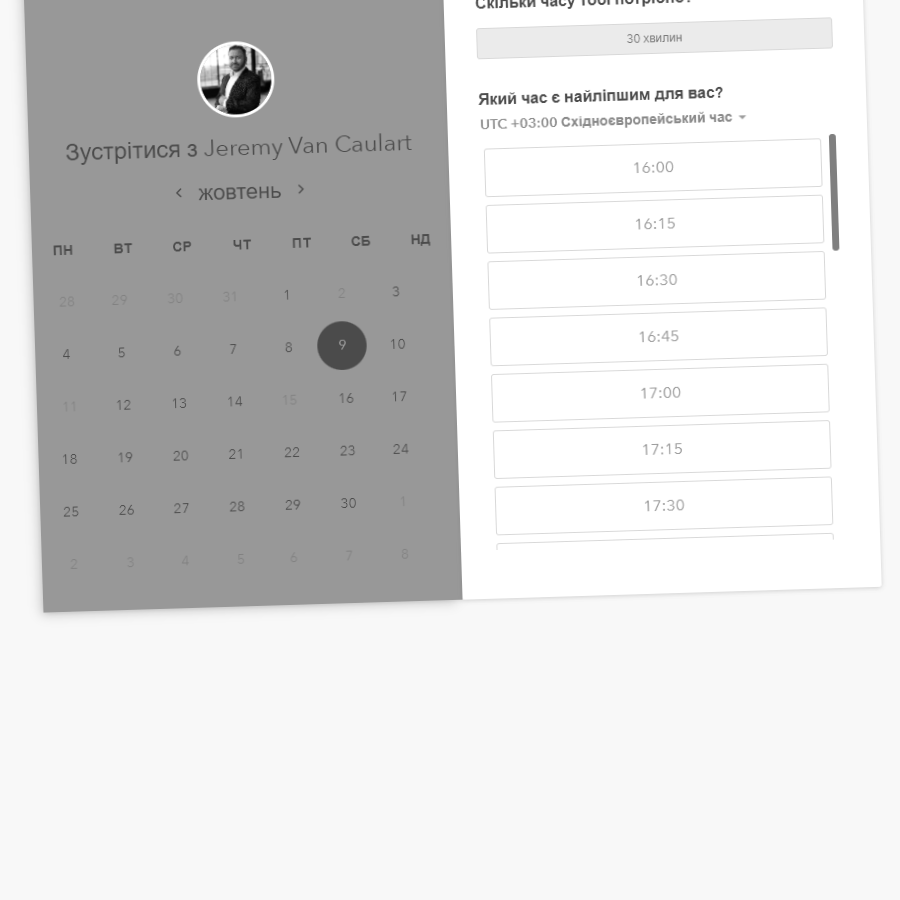 Зустрітися з Jeremy Van Caulart
жовтень
ПН ВТ СР ЧТ ПТ СБ НД
28 29 30 31 1 2 3
4 5 6 7 8 9 10
11 12 13 14 15 16 17
18 19 20 21 22 23 24
25 26 27 28 29 30 1
2 3 4 5 6 7 8
Скільки часу тобі потрібно?
30 хвилин
Який час є найліпшим для вас?
UTC +03:00 Східноєвропейський час
16:00
16:15
16:30
16:45
17:00
17:15
17:30